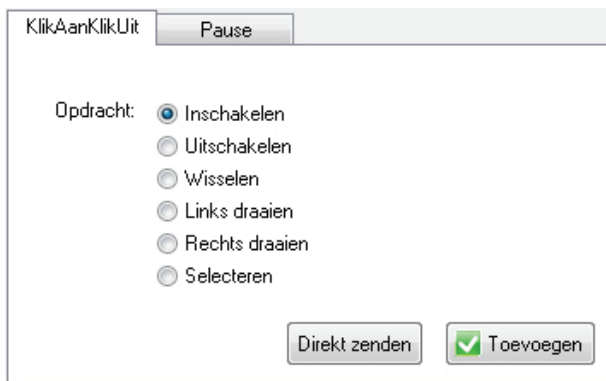 KlikAanKlikUit Pause
Opdracht: Inschakelen
Uitschakelen
Wisselen
Links draaien
Rechts draaien
Selecteren
Direkt zenden Toevoegen